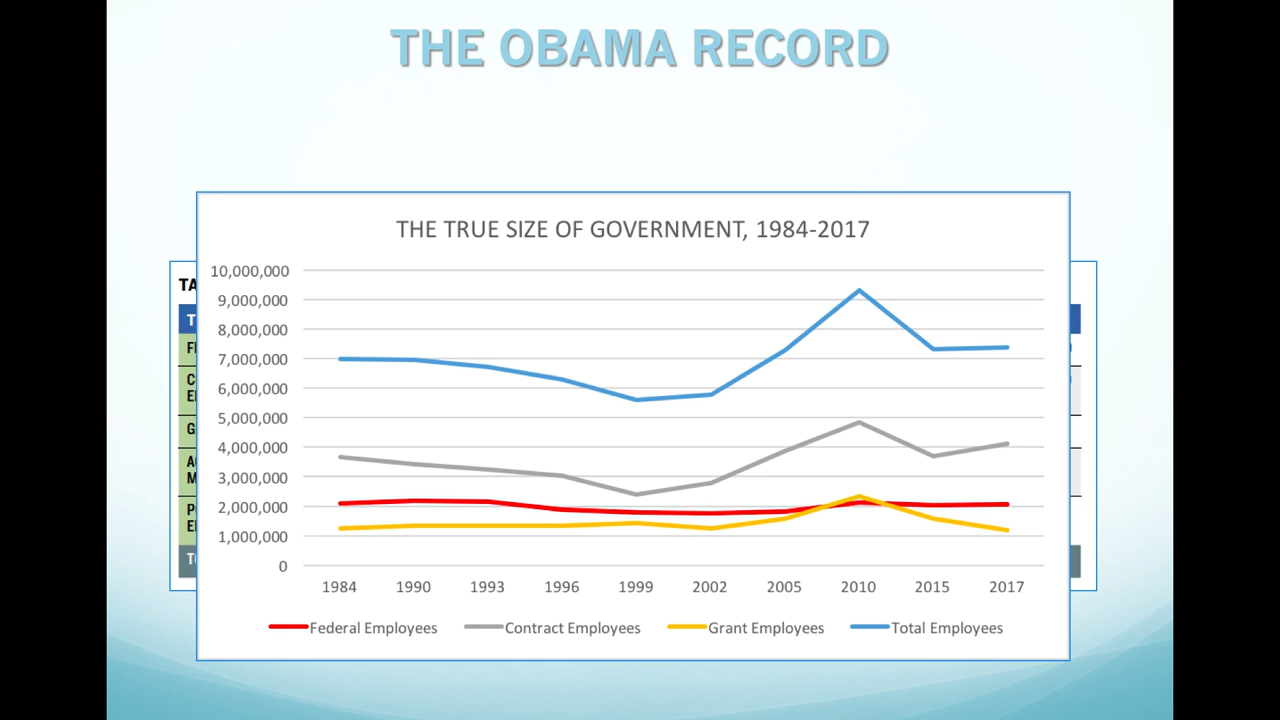 THE OBAMA RECORD
THE TRUE SIZE OF GOVERNMENT, 1984-2017
10,000,000
9,000,000
8,000,000
7,000,000
6,000,000
5,000,000
4,000,000
3,000,000
2,000,000
1,000,000
0
1984 1990 1993 1996 1999 2002 2005 2010 2015 2017
Federal Employees Contract Employees Grant Employees Total Employees